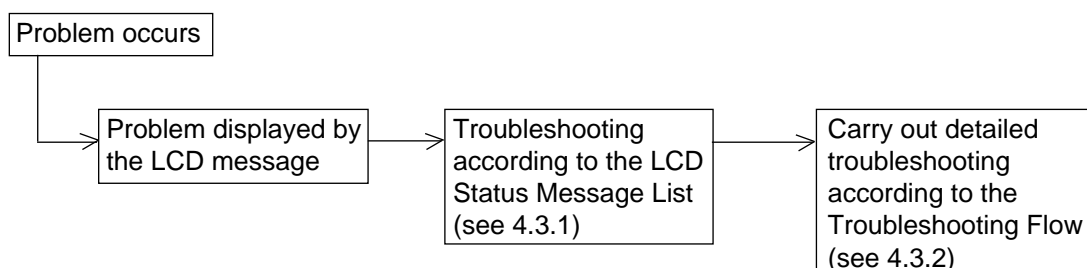 Problem occurs
Problem displayed by
the LCD message
Troubleshooting
according to the LCD
Status Message List
(see 4.3.1)
Carry out detailed
troubleshooting
according to the
Troubleshooting Flow
(see 4.3.2)